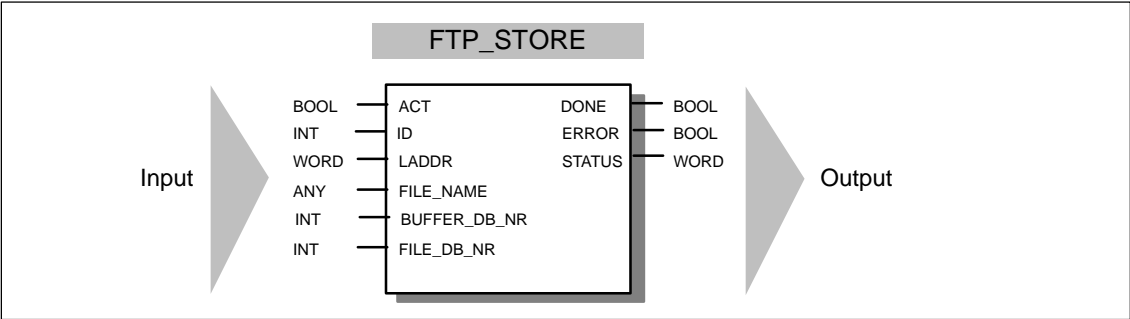 FTP_STORE
BOOL ACT DONE BOOL
INT ID ERROR BOOL
WORD LADDR STATUS WORD
Input
Output
ANY FILE_NAME
INT BUFFER_DB_NR
INT FILE_DB_NR